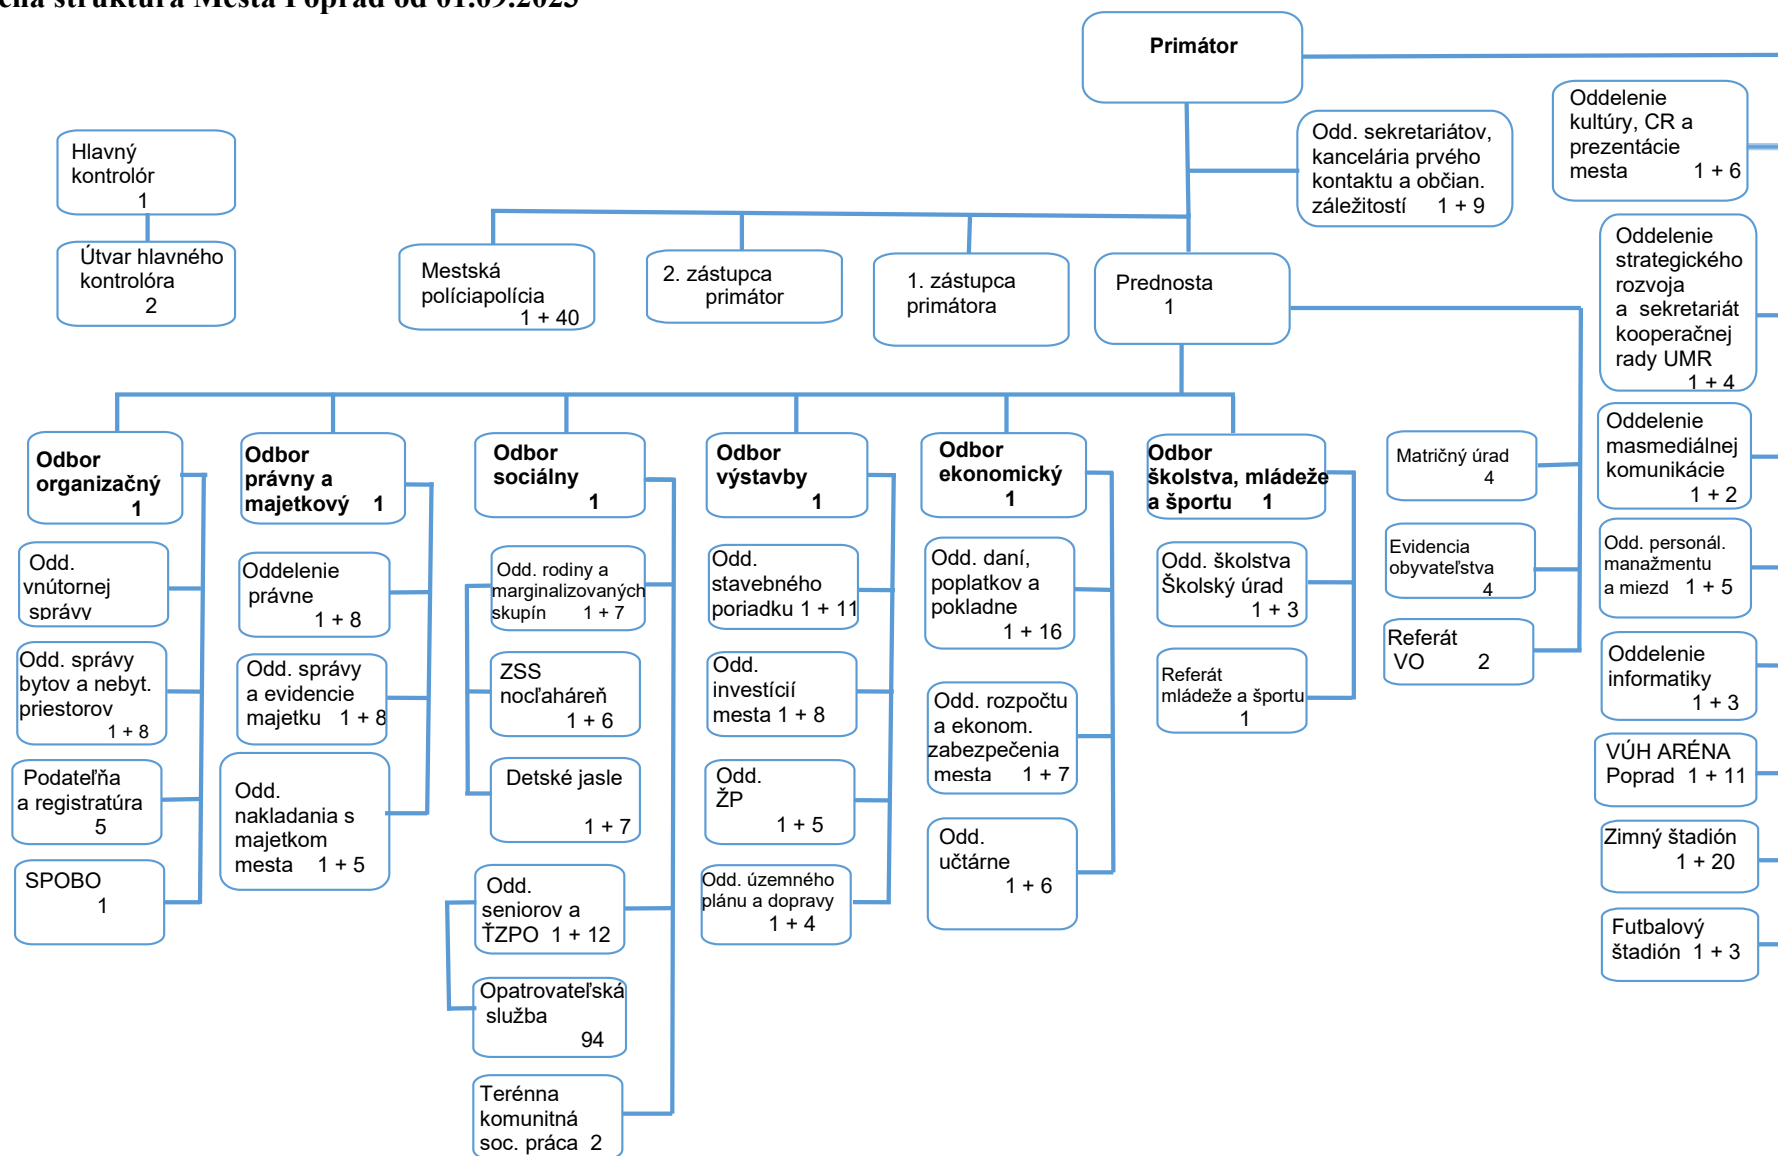 cná štruktúra Mesta Poprad od 01.09.2023
Primátor
Oddelenie
kultúry, CR a
prezentácie
mesta 1 + 6
Odd. sekretariátov,
kancelária prvého
kontaktu a občian.
záležitostí 1 + 9
Hlavný
kontrolór
1
Útvar hlavného
kontrolóra
2
Mestská
políciapolícia
1 + 40
2. zástupca
primátor
1. zástupca
primátora
Prednosta
1
Oddelenie
strategického
rozvoja
a sekretariát
kooperačnej
rady UMR
1 + 4
Odbor
organizačný
1
Odd.
vnútornej
správy
Odd. správy
bytov a nebyt.
priestorov
1 + 8
Podateľňa
a registratúra
5
SPOBO
1
Odbor
právny a
majetkový 1
Oddelenie
právne
1 + 8
Odd. správy
a evidencie
majetku 1 + 8
Odd.
nakladania s
majetkom
mesta 1 + 5
Odbor
sociálny
1
Odd. rodiny a
marginalizovaných
skupín 1 + 7
ZSS
nocľaháreň
1 + 6
Detské jasle
1 + 7
Odd.
seniorov a
ŤZPO 1 + 12
Opatrovateľská
služba
94
Terénna
komunitná
soc. práca 2
Odbor
výstavby
1
Odd.
stavebného
poriadku 1 + 11
Odd.
investícií
mesta 1 + 8
Odd.
ŽP
1 + 5
Odd. územného
plánu a dopravy
1 + 4
Odbor
ekonomický
1
Odd. daní,
poplatkov a
pokladne
1 + 16
Odd. rozpočtu
a ekonom.
zabezpečenia
mesta 1 + 7
Odd.
učtárne
1 + 6
Odbor
školstva, mládeže
a športu 1
Odd. školstva
Školský úrad
1 + 3
Referát
mládeže a športu
1
Matričný úrad
4
Evidencia
obyvateľstva
4
Referát
VO 2
Oddelenie
masmediálnej
komunikácie
1 + 2
Odd. personál.
manažmentu
a miezd 1 + 5
Oddelenie
informatiky
1 + 3
VÚH ARÉNA
Poprad 1 + 11
Zimný štadión
1 + 20
Futbalový
štadión 1 + 3